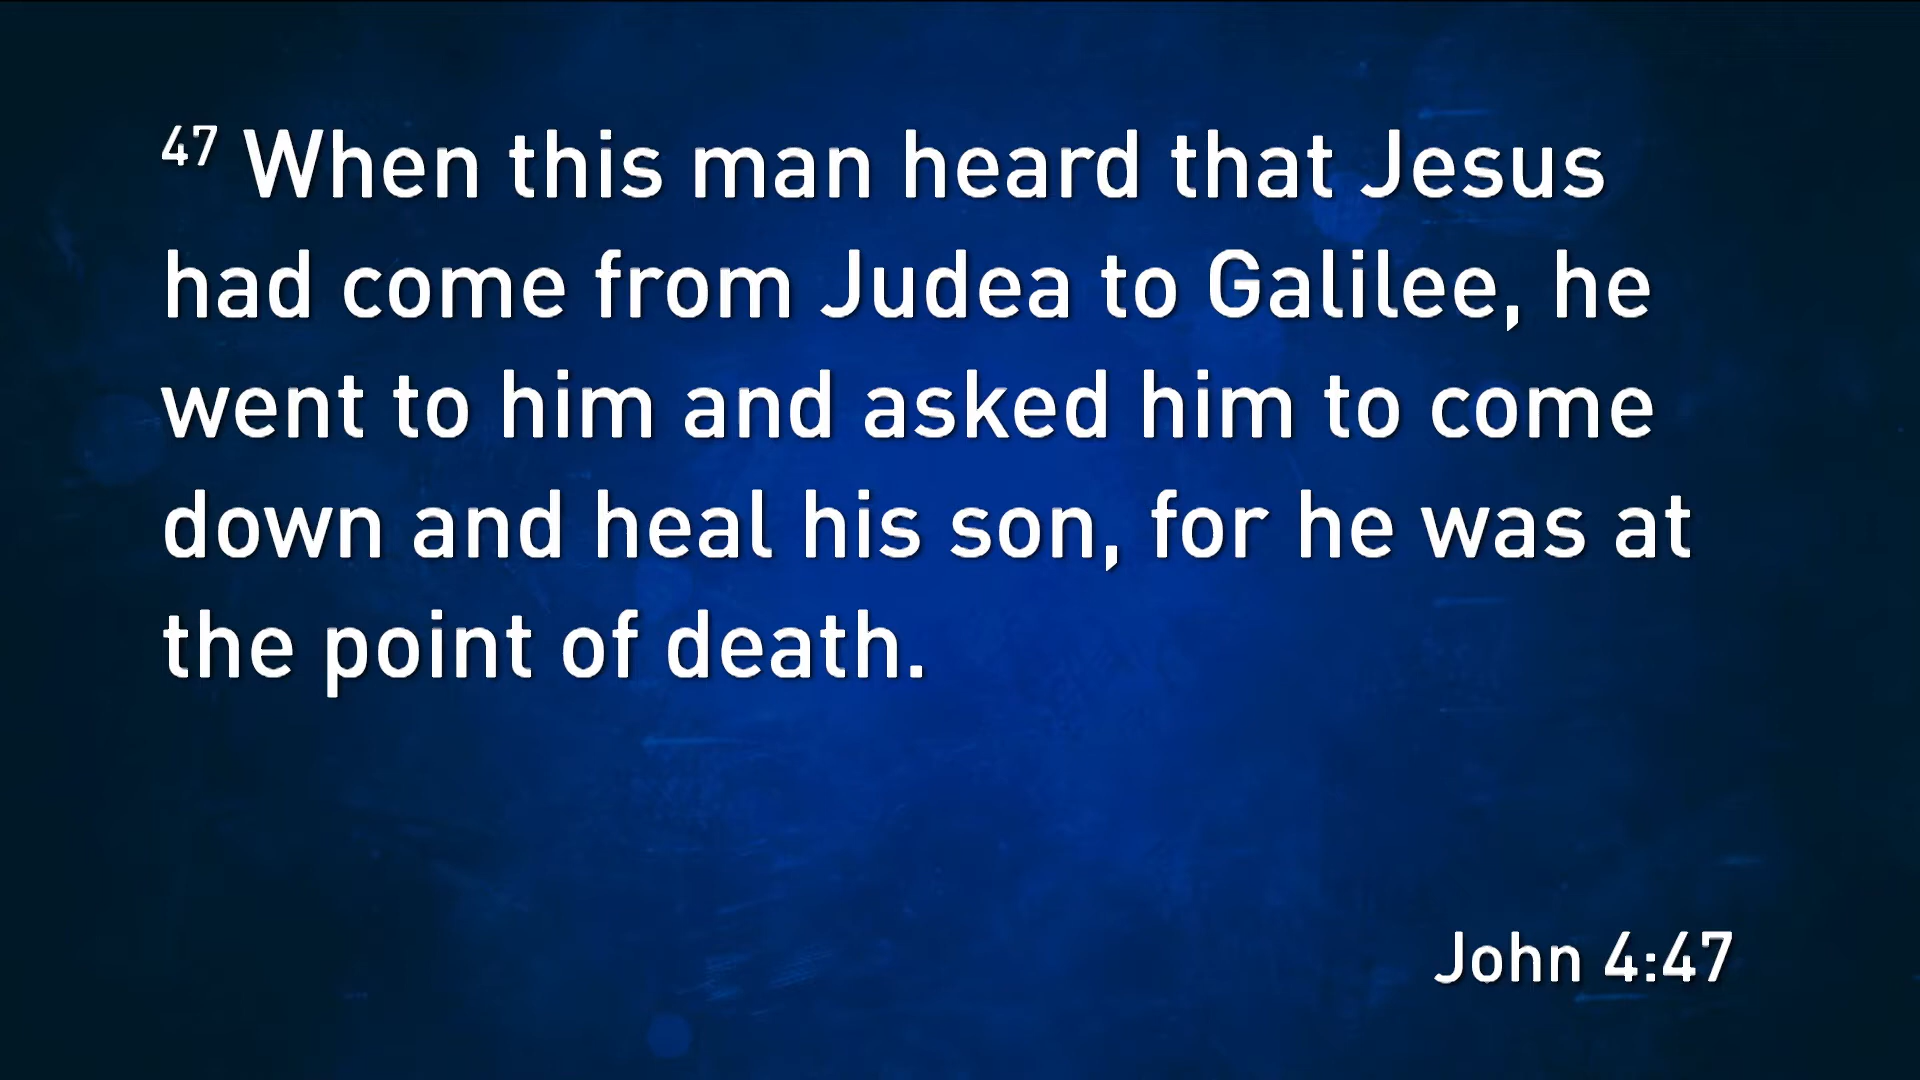 47 When this man heard that Jesus
had come from Judea to Galilee, he
went to him and asked him to come
down and heal his son, for he was at
the point of death.
John 4:47